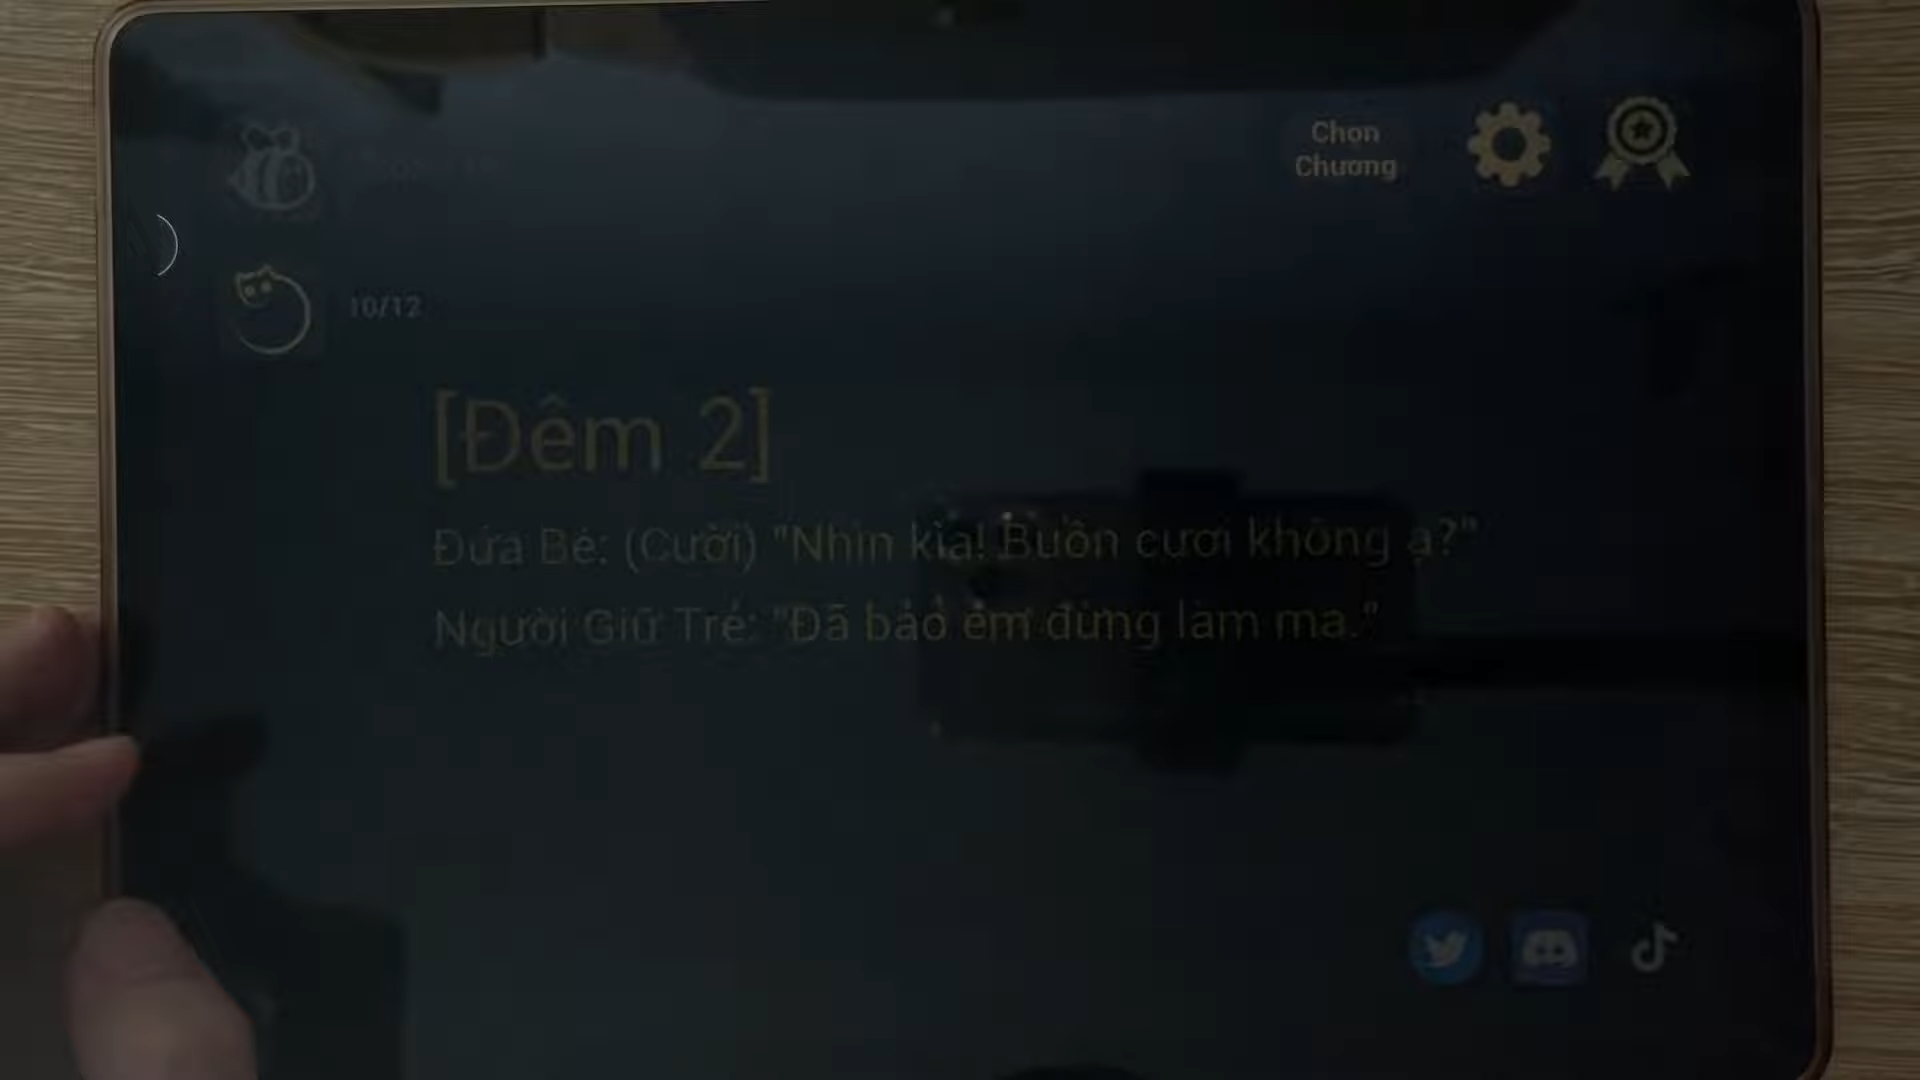 Chọn
Chương
10/12
[Đêm 2]
Đứa Bé: (Cười) "Nhìn kìa! Buồn cười không ạ?"
Người Giữ Trẻ: "Đã bảo em đừng làm ma."